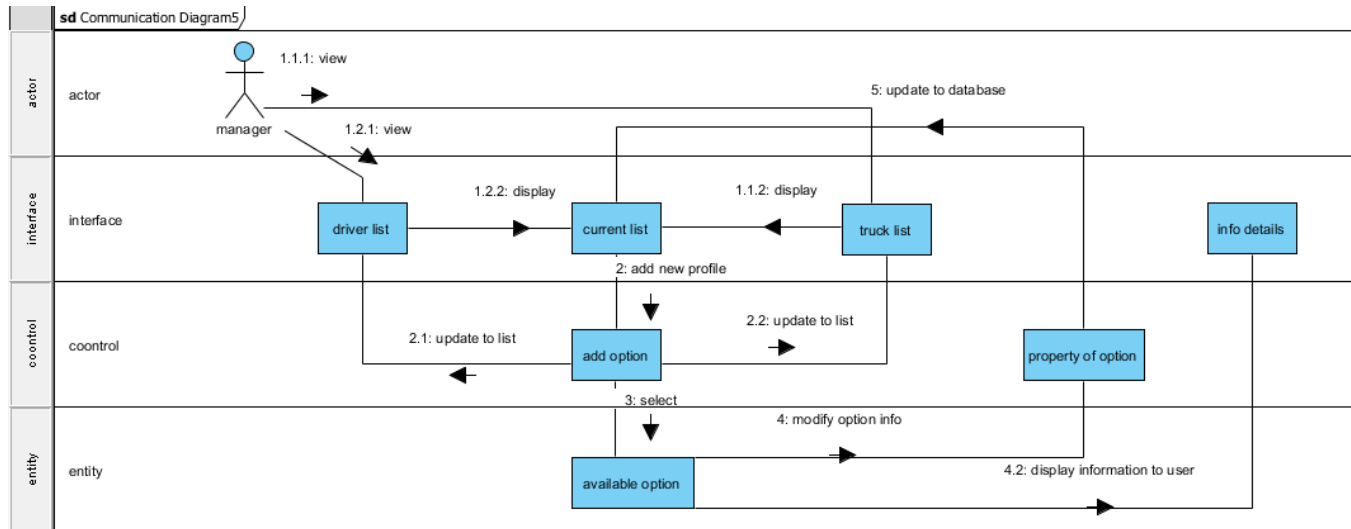 sd Communication Diagram5
actor
actor
manager
1.1.1: view
5: update to database
1.2.1: view
interface
interface
1.2.2: display
1.1.2: display
driver list
current list
truck list
info details
2: add new profile
coontrol
coontrol
2.1: update to list
2.2: update to list
add option
property of option
3: select
entity
entity
4: modify option info
4.2: display information to user
available option